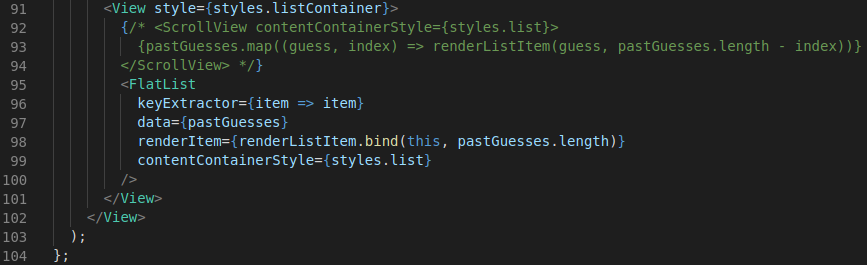 91 <View style={styles.listContainer}>
92 {/* <ScrollView contentContainerStyle={styles.list}>
93 {pastGuesses.map((guess, index) => renderListItem(guess, pastGuesses.length - index))}
94 </ScrollView> */}
95 <FlatList
96 keyExtractor={item => item}
97 data={pastGuesses}
98 renderItem={renderListItem.bind(this, pastGuesses.length)}
99 contentContainerStyle={styles.list}
100 />
101 </View>
102 </View>
103 );
104 };